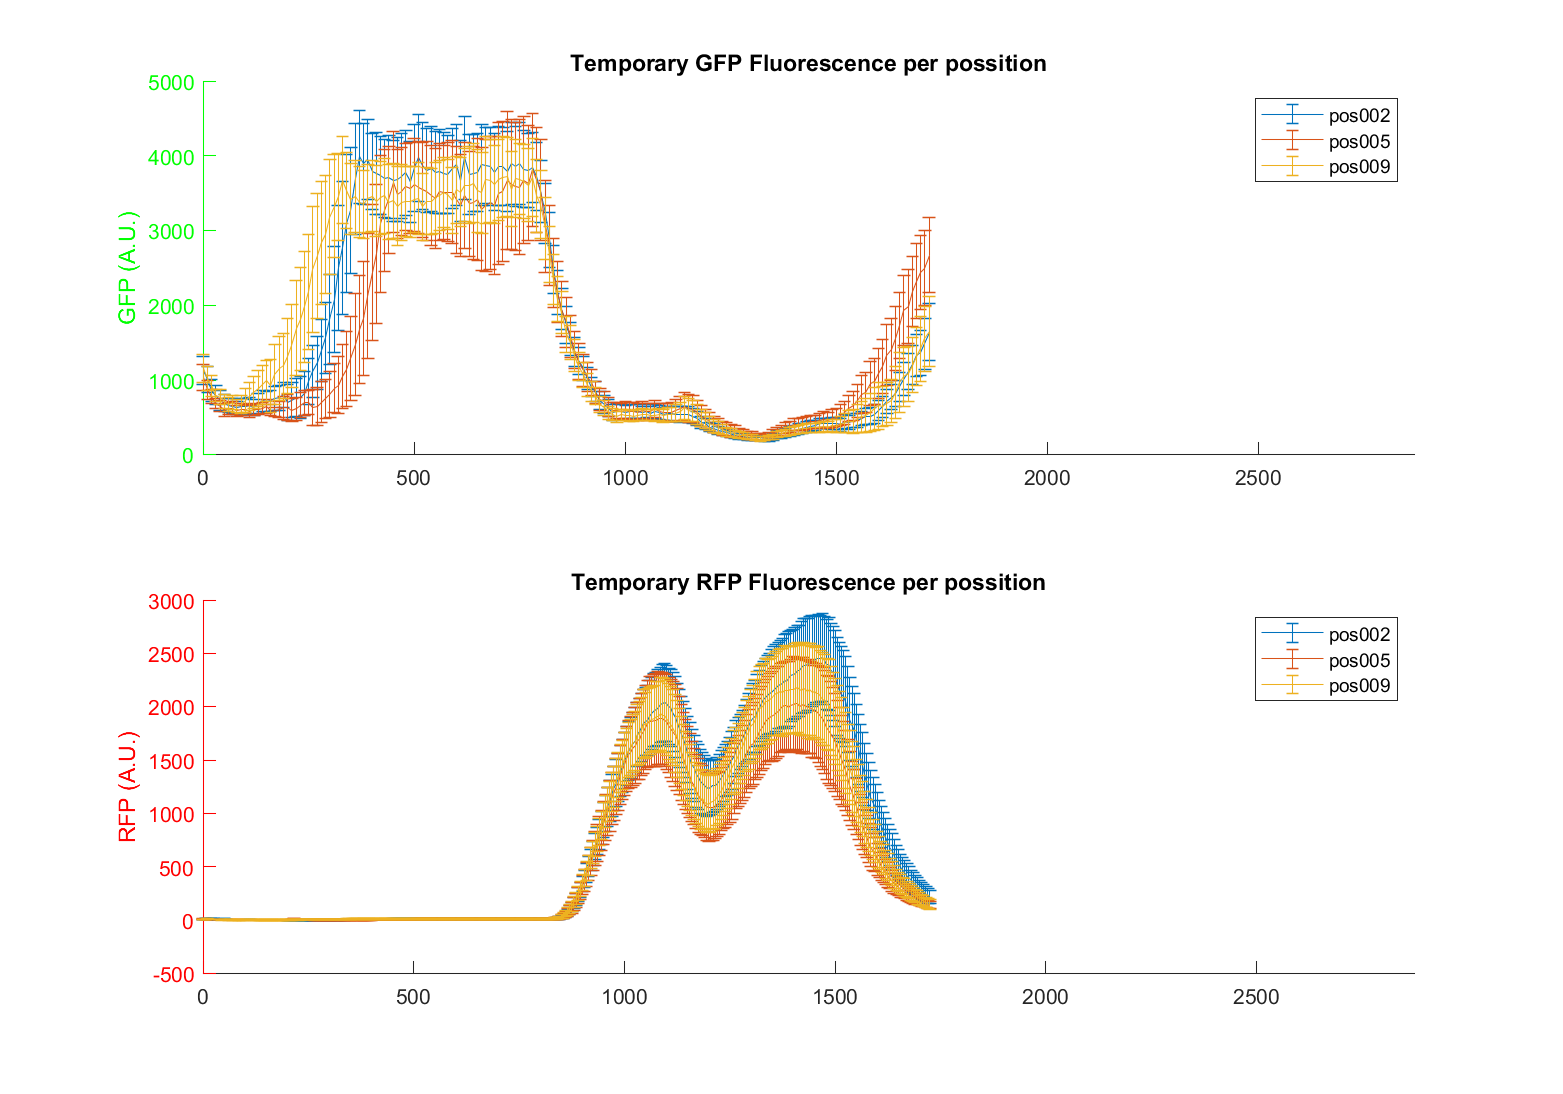 Temporary GFP Fluorescence per possition
5000
4000
3000
2000
1000
0
GFP (A.U.)
0 500 1000 1500 2000 2500
pos002
pos005
pos009
Temporary RFP Fluorescence per possition
3000
2500
2000
1500
1000
500
0
-500
RFP (A.U.)
0 500 1000 1500 2000 2500
pos002
pos005
pos009